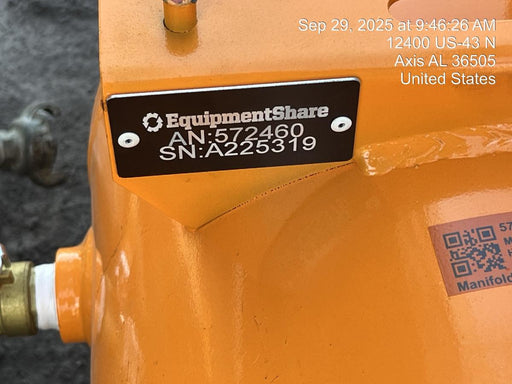 Sep 29, 2025 at 9:46:26 AM
12400 US-43 N
Axis AL 36505
United States
EquipmentShare
AN:572460
SN:A225319
57
Manifold